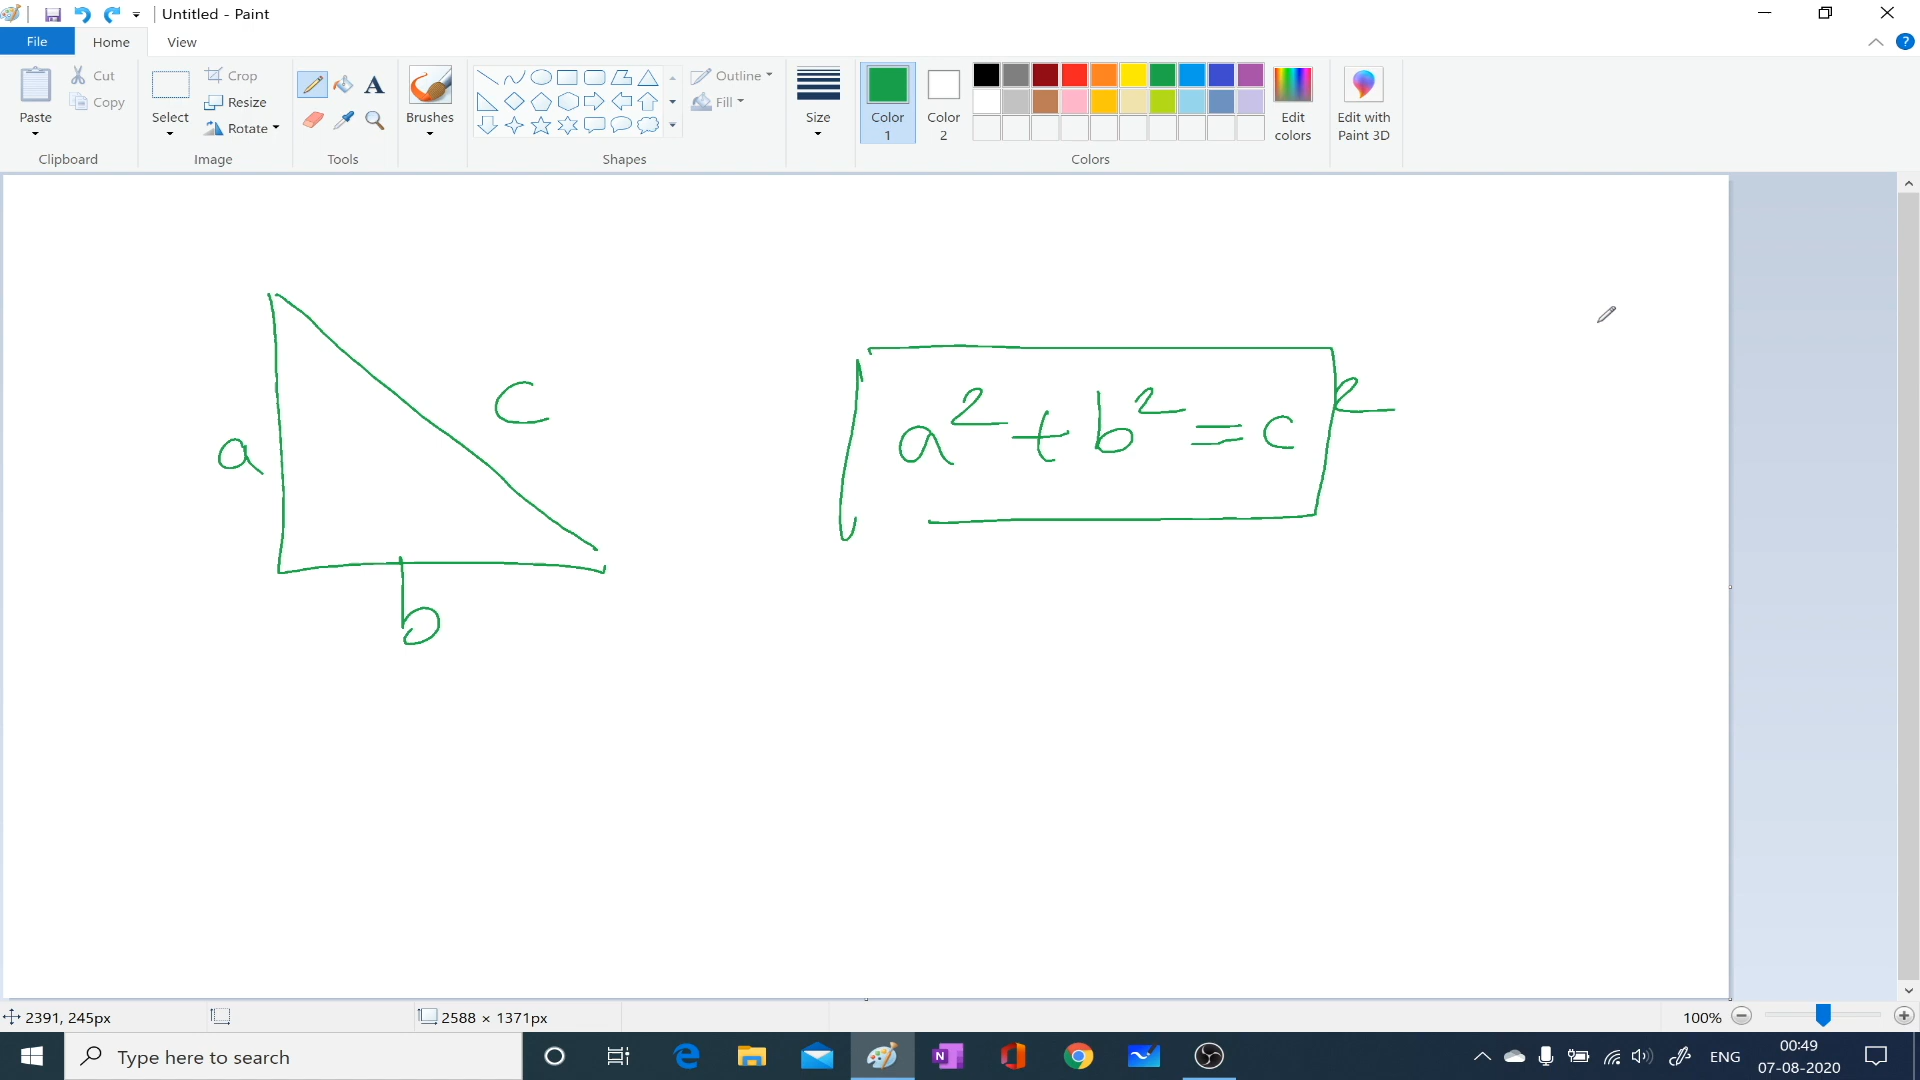 Untitled - Paint
File Home View
Paste
Cut
Copy
Clipboard
Select
Crop
Resize
Rotate
Image
A
Tools
Brushes
Outline
Fill
Shapes
Size
Color 1
Color 2
Edit colors
Colors
Edit with Paint 3D
?
C
a
b
a² + b² = c²
2391, 245px
2588 × 1371px
100%
Type here to search
N
ENG
00:49
07-08-2020